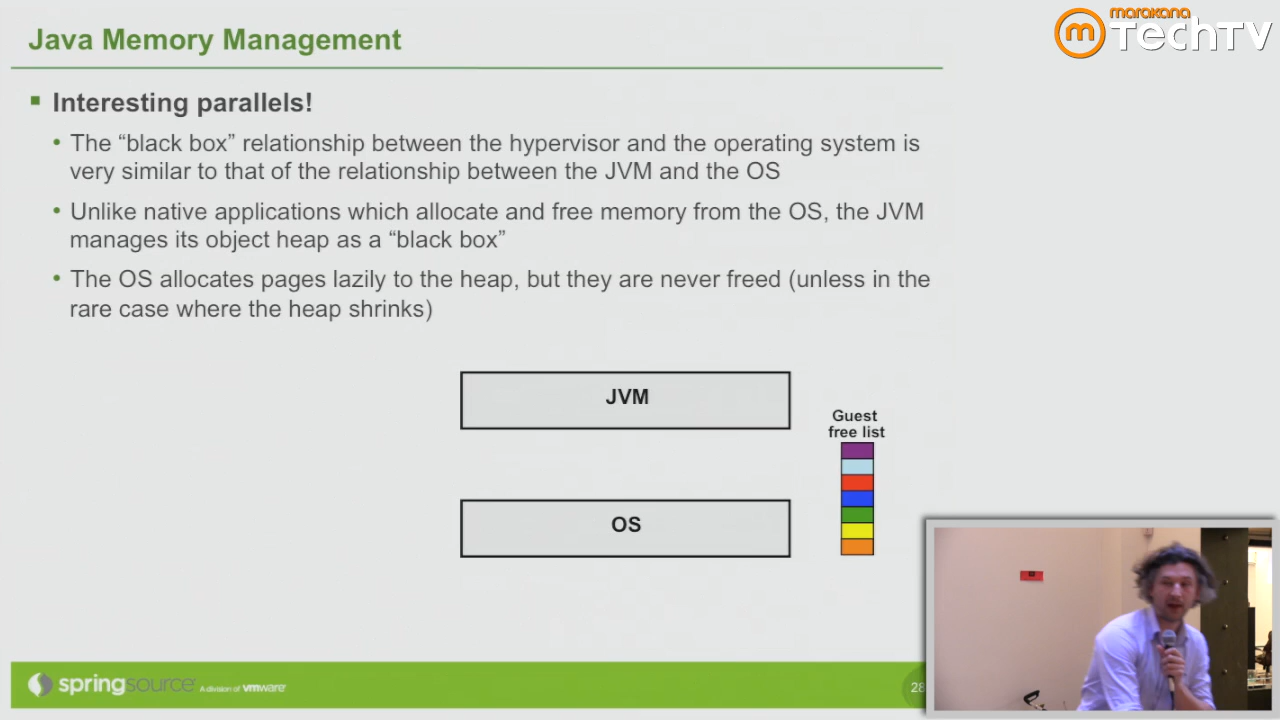 Java Memory Management
marakana
m TechTV
Interesting parallels!
The “black box” relationship between the hypervisor and the operating system is
very similar to that of the relationship between the JVM and the OS
Unlike native applications which allocate and free memory from the OS, the JVM
manages its object heap as a “black box”
The OS allocates pages lazily to the heap, but they are never freed (unless in the
rare case where the heap shrinks)
JVM
Guest
free list
OS
springsource A division of vmware
28